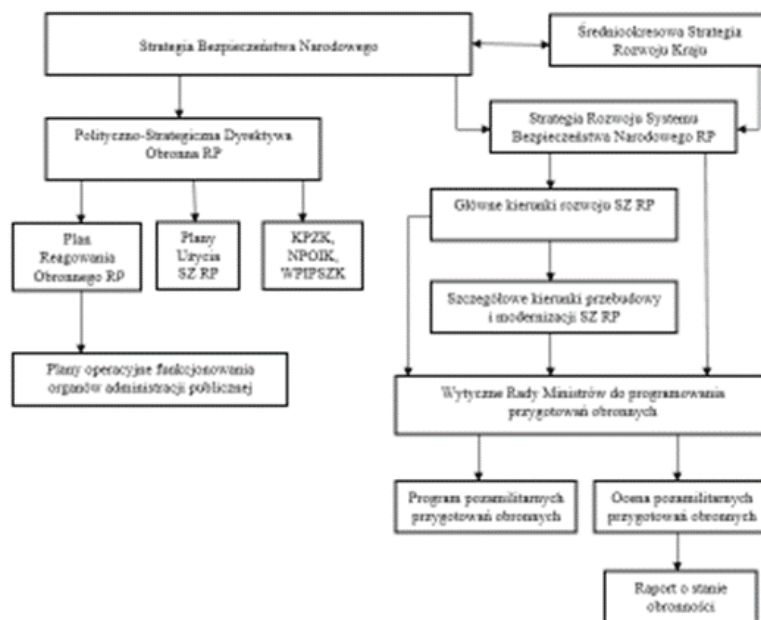 Strategia Bezpieczeństwa Narodowego
Średniookresowa Strategia
Rozwoju Kraju
Polityczno-Strategiczna Dyrektywa
Obronna RP
Strategia Rozwoju Systemu
Bezpieczeństwa Narodowego RP
Plan
Reagowania
Obronnego RP
Plany
Użycia
SZ RP
KPZK,
NPOIK,
WPIPSZK
Główne kierunki rozwoju SZ RP
Szczegółowe kierunki przebudowy
i modernizacji SZ RP
Plany operacyjne funkcjonowania
organów administracji publicznej
Wytyczne Rady Ministrów do programowania
przygotowań obronnych
Program pozamilitarnych
przygotowań obronnych
Ocena pozamilitarnych
przygotowań obronnych
Raport o stanie
obronności